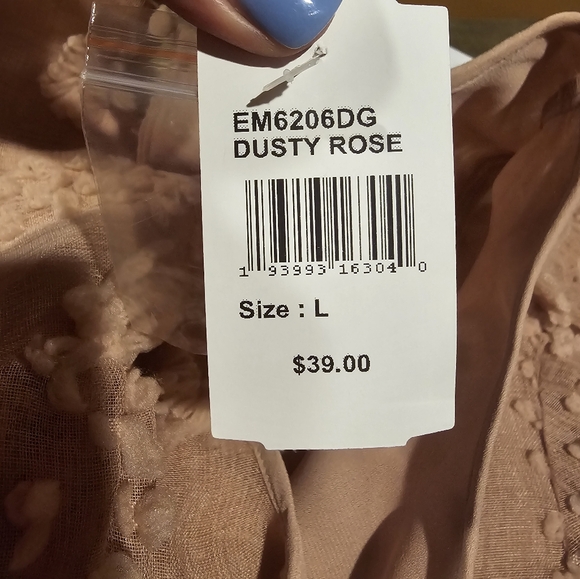 EM6206DG
DUSTY ROSE
1 93993 16304 0
Size : L
$39.00